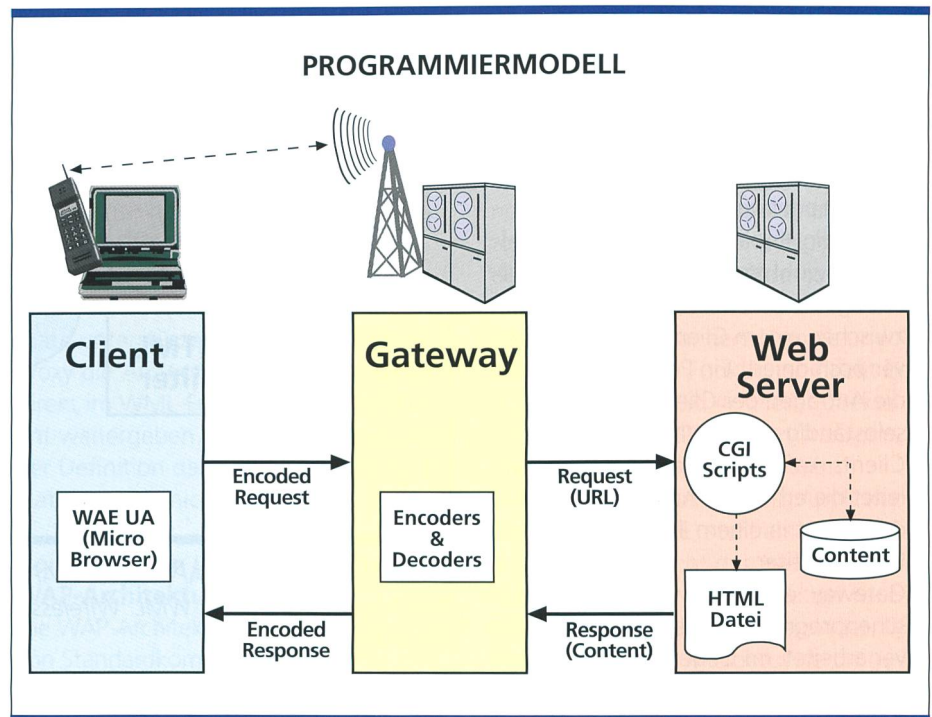 PROGRAMMIERMODELL
Client
Gateway
Web
Server
Encoded
Request
Request
(URL)
CGI
Scripts
WAE UA
(Micro
Browser)
Encoders
&
Decoders
Content
Encoded
Response
Response
(Content)
HTML
Datei